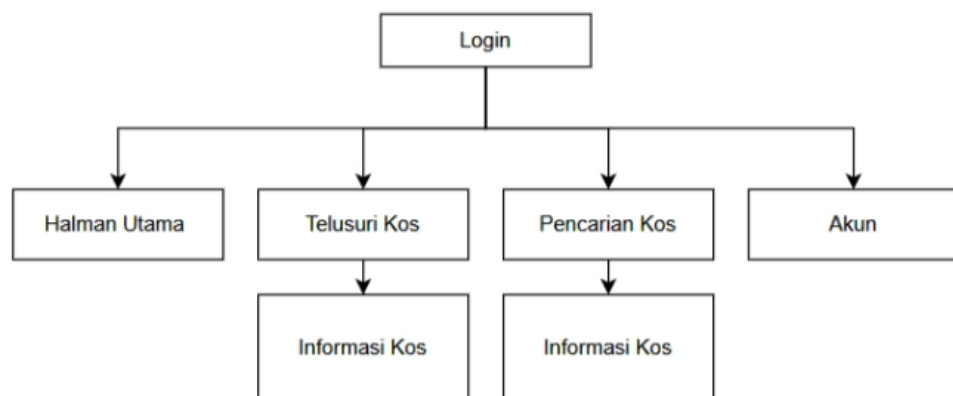 Login
Halman Utama
Telusuri Kos
Pencarian Kos
Akun
Informasi Kos
Informasi Kos